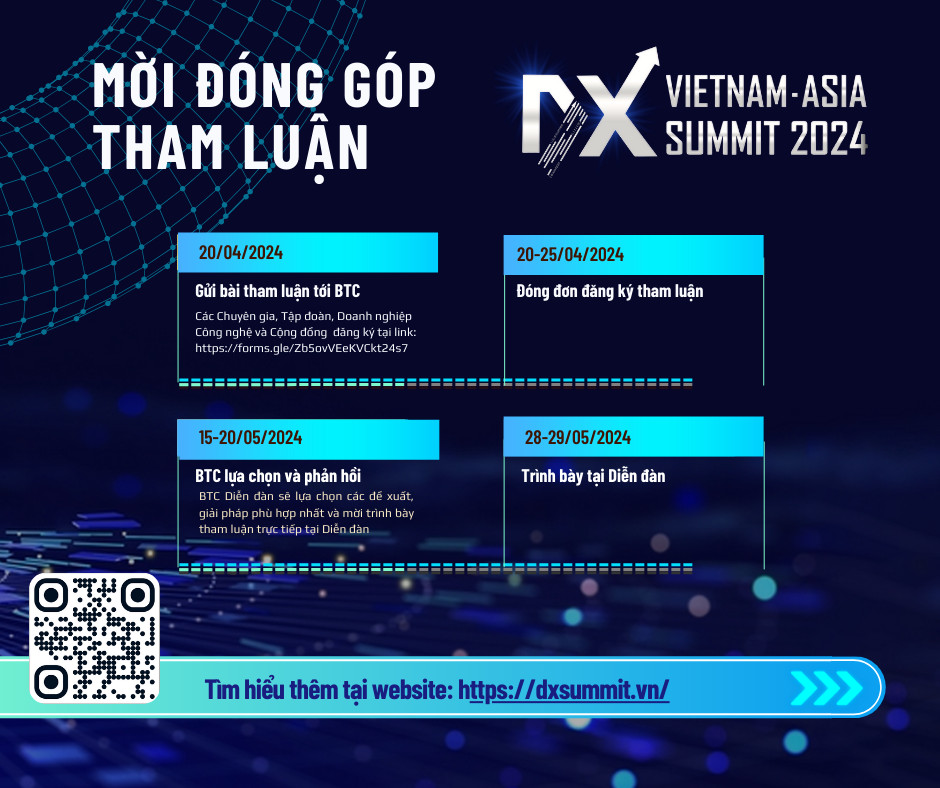 MỜI ĐÓNG GÓP
THAM LUẬN
DX VIETNAM-ASIA
SUMMIT 2024
20/04/2024
Gửi bài tham luận tới BTC
Các Chuyên gia, Tập đoàn, Doanh nghiệp
Công nghệ và Cộng đồng đăng ký tại link:
https://forms.gle/Zb5ovVEeKVCkt24s7
20-25/04/2024
Đóng đơn đăng ký tham luận
15-20/05/2024
BTC lựa chọn và phản hồi
BTC Diễn đàn sẽ lựa chọn các đề xuất,
giải pháp phù hợp nhất và mời trình bày
tham luận trực tiếp tại Diễn đàn
28-29/05/2024
Trình bày tại Diễn đàn
Tìm hiểu thêm tại website: https://dxsummit.vn/